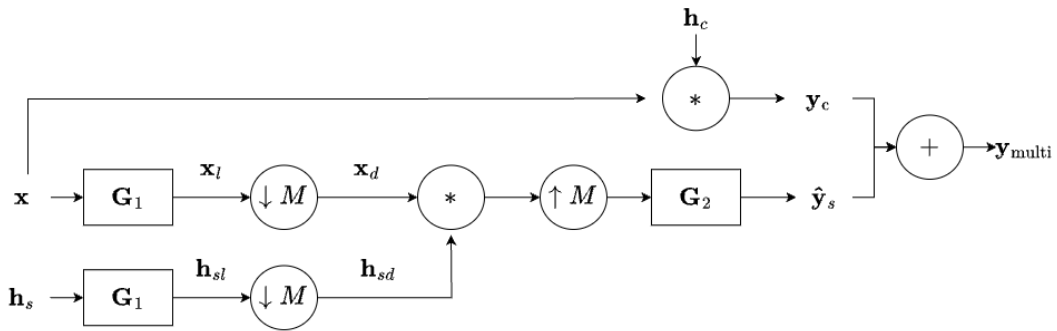 h_c
* y_c
+ y_multi
x_l x_d
x G_1 ↓ M * ↑ M G_2 ŷ_s
h_sl h_sd
h_s G_1 ↓ M